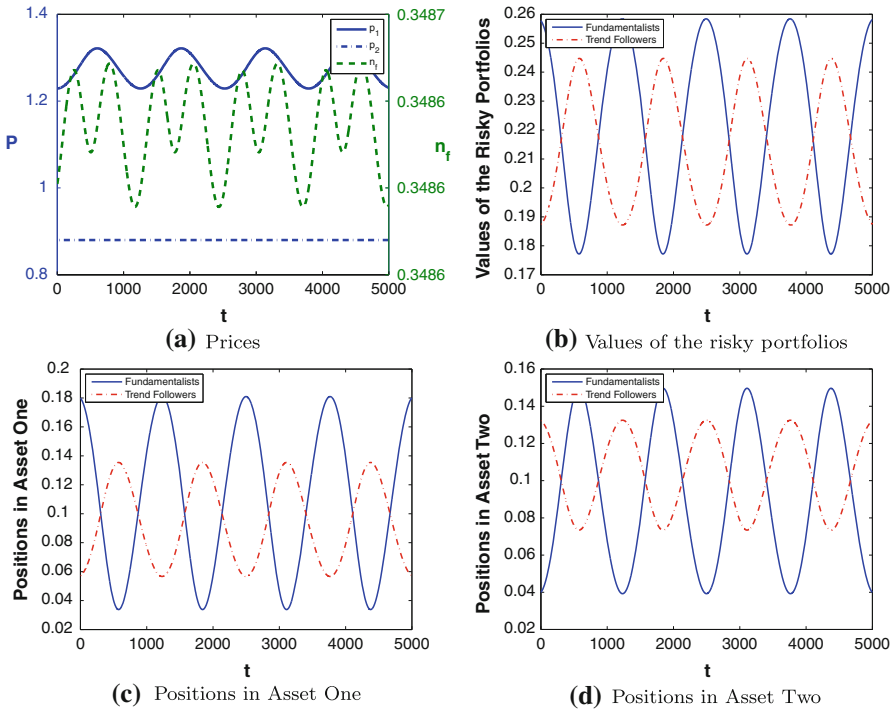 1.4
1.2
1
0.8
P
0.3487
0.3486
0.3486
0.3486
n_f
p_1
p_2
n_f
0 1000 2000 3000 4000 5000
t
(a) Prices
0.26
0.25
0.24
0.23
0.22
0.21
0.2
0.19
0.18
0.17
Values of the Risky Portfolios
Fundamentalists
Trend Followers
0 1000 2000 3000 4000 5000
t
(b) Values of the risky portfolios
0.2
0.18
0.16
0.14
0.12
0.1
0.08
0.06
0.04
0.02
Positions in Asset One
Fundamentalists
Trend Followers
0 1000 2000 3000 4000 5000
t
(c) Positions in Asset One
0.16
0.14
0.12
0.1
0.08
0.06
0.04
0.02
Positions in Asset Two
Fundamentalists
Trend Followers
0 1000 2000 3000 4000 5000
t
(d) Positions in Asset Two